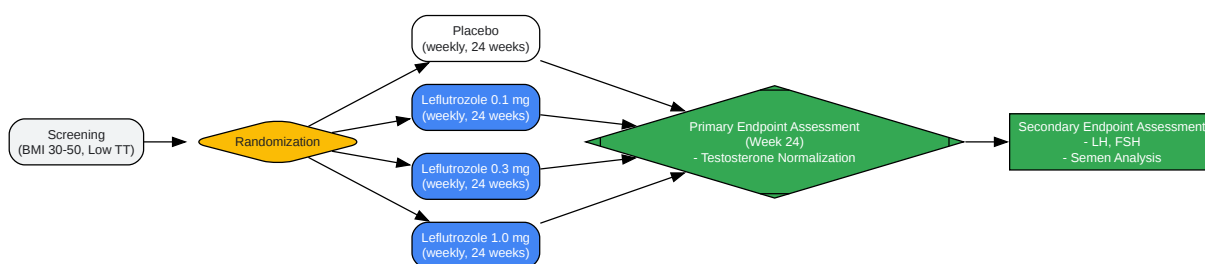 Screening
(BMI 30-50, Low TT)
Randomization
Placebo
(weekly, 24 weeks)
Leflutrozole 0.1 mg
(weekly, 24 weeks)
Leflutrozole 0.3 mg
(weekly, 24 weeks)
Leflutrozole 1.0 mg
(weekly, 24 weeks)
Primary Endpoint Assessment
(Week 24)
- Testosterone Normalization
Secondary Endpoint Assessment
- LH, FSH
- Semen Analysis